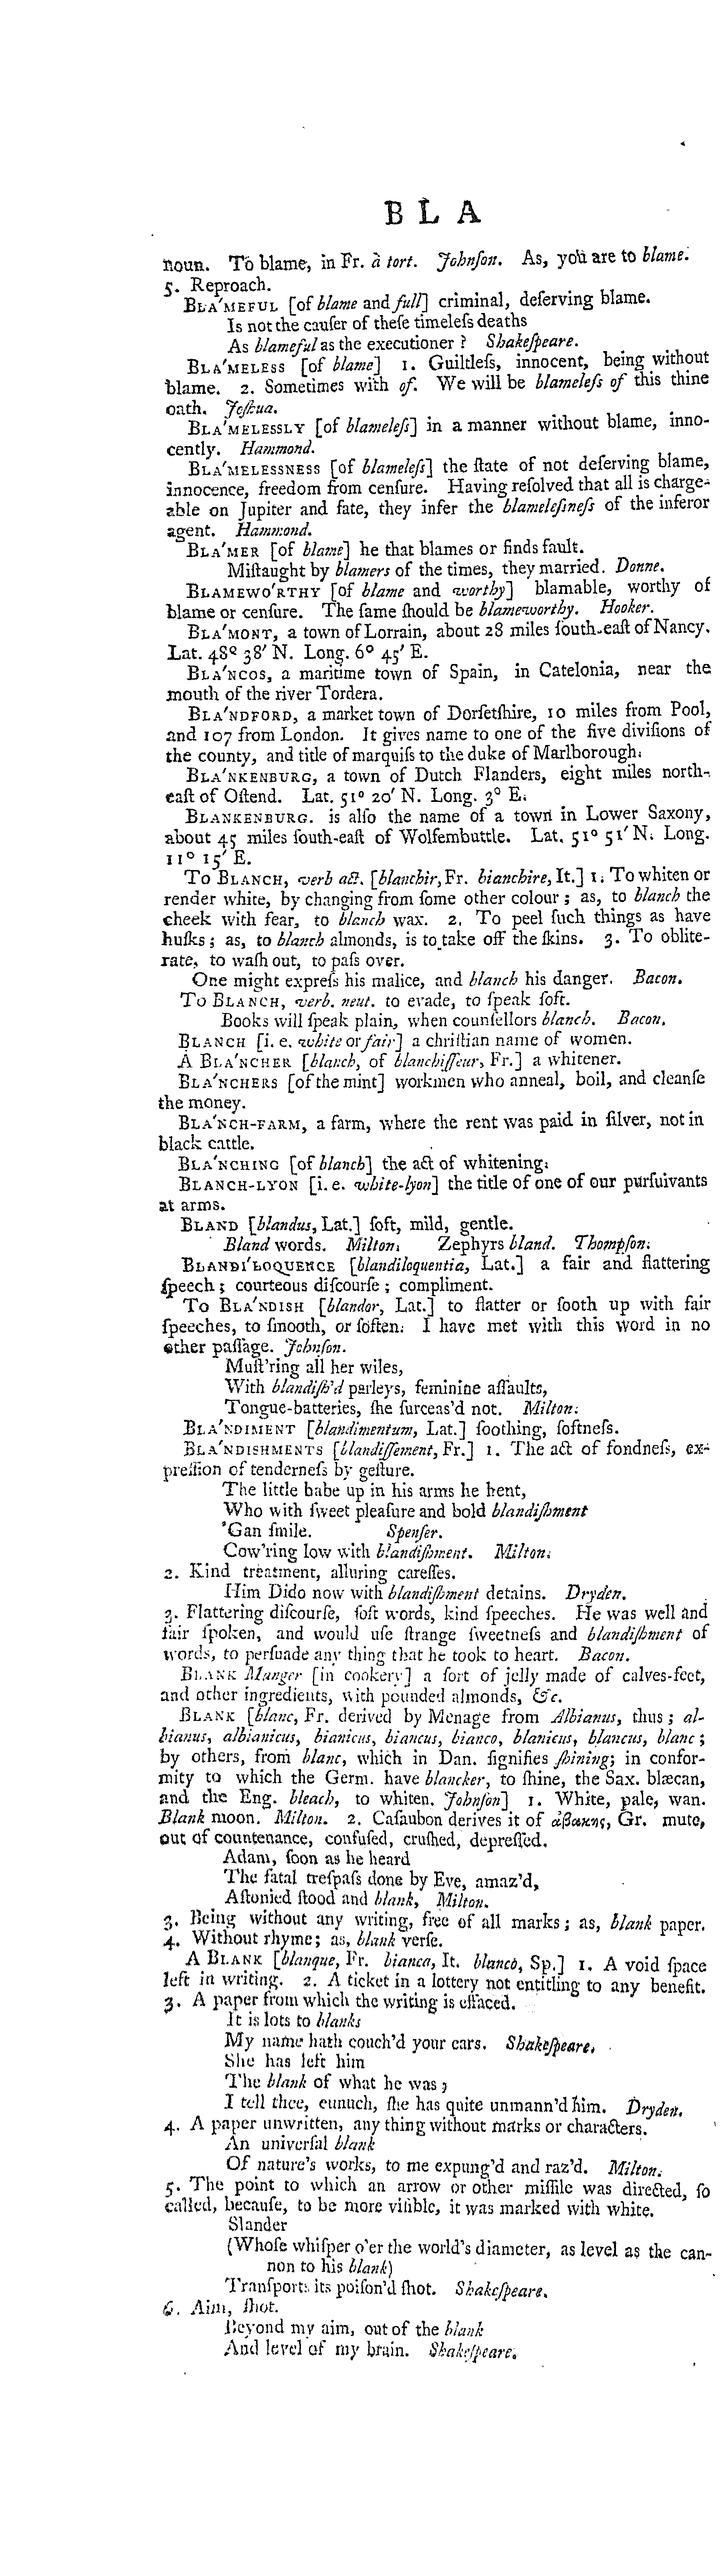 B L A
noun. To blame, in Fr. à tort. Johnſon. As, you are to blame.
5. Reproach.
BLA'MEFUL [of blame and full] criminal, deſerving blame.
Is not the cauſer of theſe timeleſs deaths
As blameful as the executioner ? Shakeſpeare.
BLA'MELESS [of blame] 1. Guiltleſs, innocent, being without
blame. 2. Sometimes with of. We will be blameleſs of this thine
oath. Joſhua.
BLA'MELESSLY [of blameleſs] in a manner without blame, inno-
cently. Hammond.
BLA'MELESSNESS [of blameleſs] the ſtate of not deſerving blame,
innocence, freedom from cenſure. Having reſolved that all is charge-
able on Jupiter and fate, they infer the blameleſineſs of the inferor
agent. Hammond.
BLA'MER [of blame] he that blames or finds fault.
Miſtaught by blamers of the times, they married. Donne.
BLAMEWO'RTHY [of blame and worthy] blamable, worthy of
blame or cenſure. The ſame ſhould be blameworthy. Hooker.
BLA'MONT, a town of Lorrain, about 28 miles ſouth-eaſt of Nancy.
Lat. 48° 38′ N. Long. 6° 45′ E.
BLA'NCOS, a maritime town of Spain, in Catelonia, near the
mouth of the river Tordera.
BLA'NDFORD, a market town of Dorſetſhire, 10 miles from Pool,
and 107 from London. It gives name to one of the five diviſions of
the county, and title of marquiſs to the duke of Marlborough.
BLA'NKENBURG, a town of Dutch Flanders, eight miles north-
eaſt of Oſtend. Lat. 51° 20′ N. Long. 3° E.
BLANKENBURG. is alſo the name of a town in Lower Saxony,
about 45 miles ſouth-eaſt of Wolfembuttle. Lat. 51° 51′ N. Long.
11° 15′ E.
To BLANCH, verb act. [blanchir, Fr. bianchire, It.] 1. To whiten or
render white, by changing from ſome other colour ; as, to blanch the
cheek with fear, to blanch wax. 2. To peel ſuch things as have
huſks ; as, to blanch almonds, is to take off the ſkins. 3. To oblite-
rate, to waſh out, to paſs over.
One might expreſs his malice, and blanch his danger. Bacon.
To BLANCH, verb. neut. to evade, to ſpeak ſoft.
Books will ſpeak plain, when counſellors blanch. Bacon.
BLANCH [i. e. white or fair] a chriſtian name of women.
A BLA'NCHER [blanch, of blanchiſſeur, Fr.] a whitener.
BLA'NCHERS [of the mint] workmen who anneal, boil, and cleanſe
the money.
BLA'NCH-FARM, a farm, where the rent was paid in ſilver, not in
black cattle.
BLA'NCHING [of blanch] the act of whitening.
BLANCH-LYON [i. e. white-lyon] the title of one of our purſuivants
at arms.
BLAND [blandus, Lat.] ſoft, mild, gentle.
Bland words. Milton. Zephyrs bland. Thompſon.
BLANDI'LOQUENCE [blandiloquentia, Lat.] a fair and flattering
ſpeech ; courteous diſcourſe ; compliment.
To BLA'NDISH [blandor, Lat.] to flatter or ſooth up with fair
ſpeeches, to ſmooth, or ſoften. I have met with this word in no
other paſſage. Johnſon.
Muſt'ring all her wiles,
With blandiſh'd parleys, feminine aſſaults,
Tongue-batteries, ſhe ſurceas'd not. Milton.
BLA'NDIMENT [blandimentum, Lat.] ſoothing, ſoftneſs.
BLA'NDISHMENTS [blandiſſement, Fr.] 1. The act of fondneſs, ex-
preſſion of tenderneſs by geſture.
The little babe up in his arms he hent,
Who with ſweet pleaſure and bold blandiſhment
'Gan ſmile. Spenſer.
Cow'ring low with blandiſhment. Milton.
2. Kind treatment, alluring careſſes.
Him Dido now with blandiſhment detains. Dryden.
3. Flattering diſcourſe, ſoft words, kind ſpeeches. He was well and
fair ſpoken, and would uſe ſtrange ſweetneſs and blandiſhment of
words, to perſuade any thing that he took to heart. Bacon.
BLANK Manger [in cookery] a ſort of jelly made of calves-feet,
and other ingredients, with pounded almonds, &c.
BLANK [blanc, Fr. derived by Menage from Albianus, thus ; al-
bianus, albianicus, bianicus, biancus, bianco, blanicus, blancus, blanc ;
by others, from blanc, which in Dan. ſignifies ſhining; in confor-
mity to which the Germ. have blancker, to ſhine, the Sax. blæcan,
and the Eng. bleach, to whiten. Johnſon] 1. White, pale, wan.
Blank moon. Milton. 2. Caſaubon derives it of ἀβακης, Gr. mute,
out of countenance, confuſed, cruſhed, depreſſed.
Adam, ſoon as he heard
The fatal treſpaſs done by Eve, amaz'd,
Aſtonied ſtood and blank, Milton.
3. Being without any writing, free of all marks ; as, blank paper.
4. Without rhyme; as, blank verſe.
A BLANK [blanque, Fr. bianca, It. blanco, Sp.] 1. A void ſpace
left in writing. 2. A ticket in a lottery not entitling to any benefit.
3. A paper from which the writing is effaced.
It is lots to blanks
My name hath touch'd your ears. Shakeſpeare.
She has left him
The blank of what he was ;
I tell thee, eunuch, ſhe has quite unmann'd him. Dryden.
4. A paper unwritten, any thing without marks or characters.
An univerſal blank
Of nature's works, to me expung'd and raz'd. Milton.
5. The point to which an arrow or other miſſile was directed, ſo
called, becauſe, to be more viſible, it was marked with white.
Slander
(Whoſe whiſper o'er the world's diameter, as level as the can-
non to his blank)
Tranſports its poiſon'd ſhot. Shakeſpeare.
6. Aim, ſhot.
Beyond my aim, out of the blank
And level of my brain. Shakeſpeare.